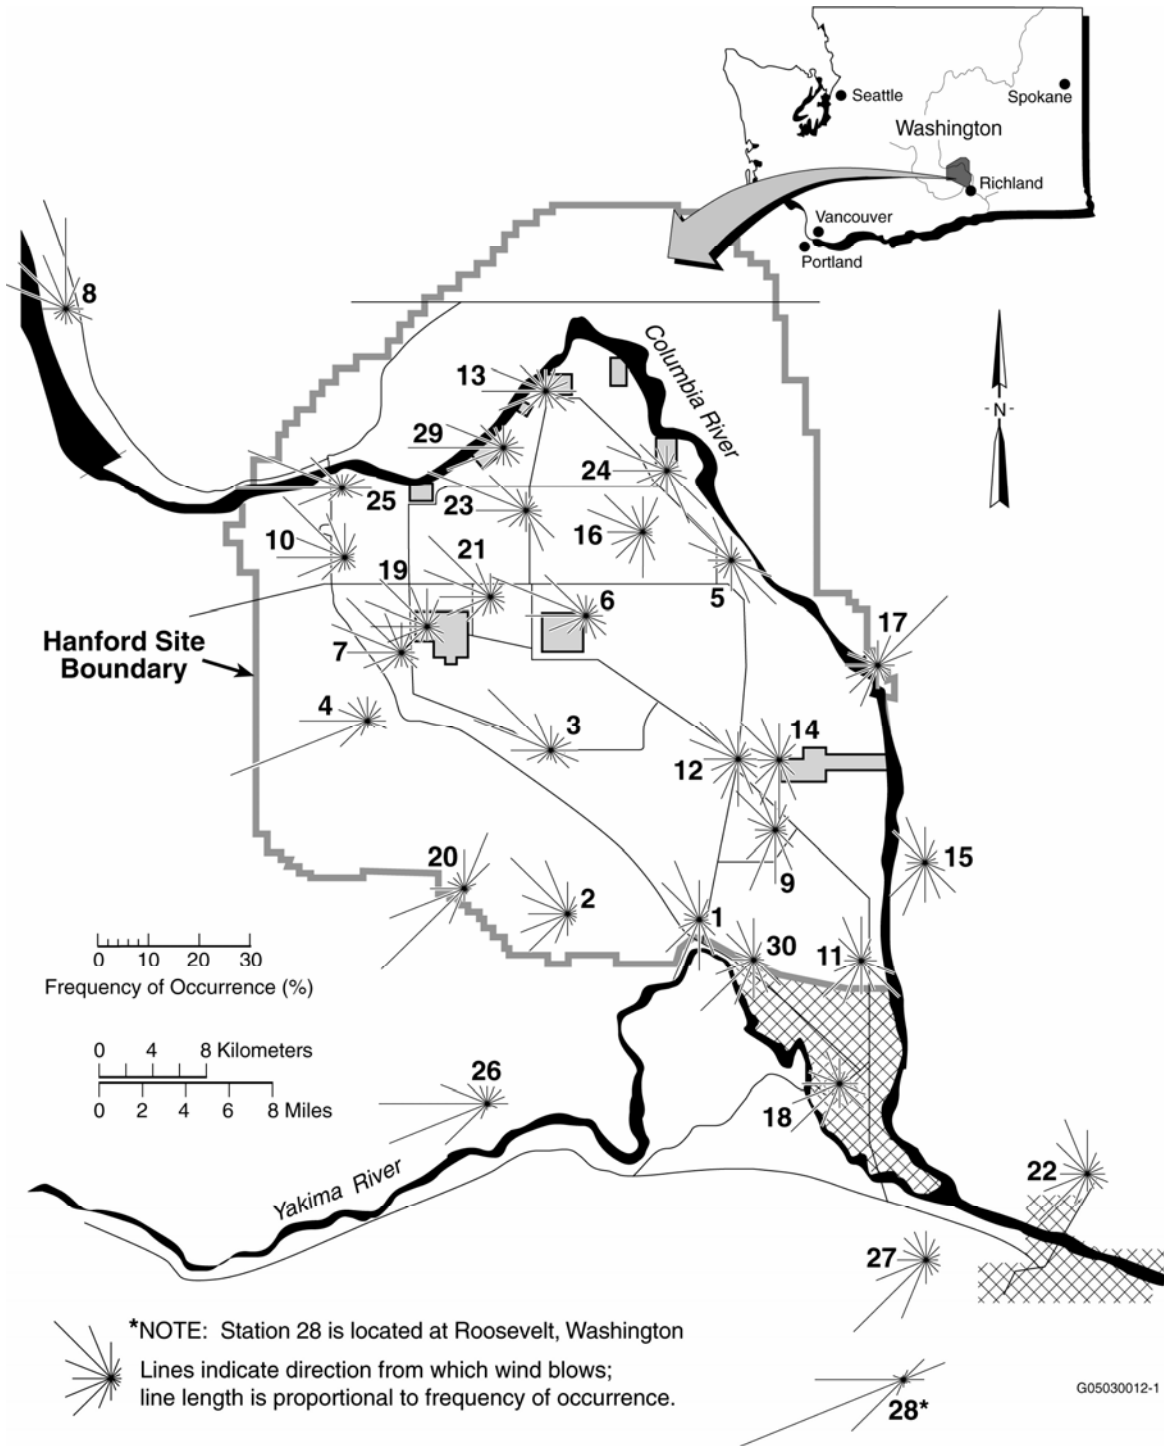 Seattle
Spokane
Washington
Richland
Vancouver
Portland
8
Columbia River
-N-
13
29
24
25
23
16
10
21
19
6
5
17
Hanford Site
Boundary
7
4
3
14
12
20
15
2
9
1
30
11
0 10 20 30
Frequency of Occurrence (%)
0 4 8 Kilometers
0 2 4 6 8 Miles
26
18
22
Yakima River
27
*NOTE: Station 28 is located at Roosevelt, Washington
Lines indicate direction from which wind blows;
line length is proportional to frequency of occurrence.
28*
G05030012-1